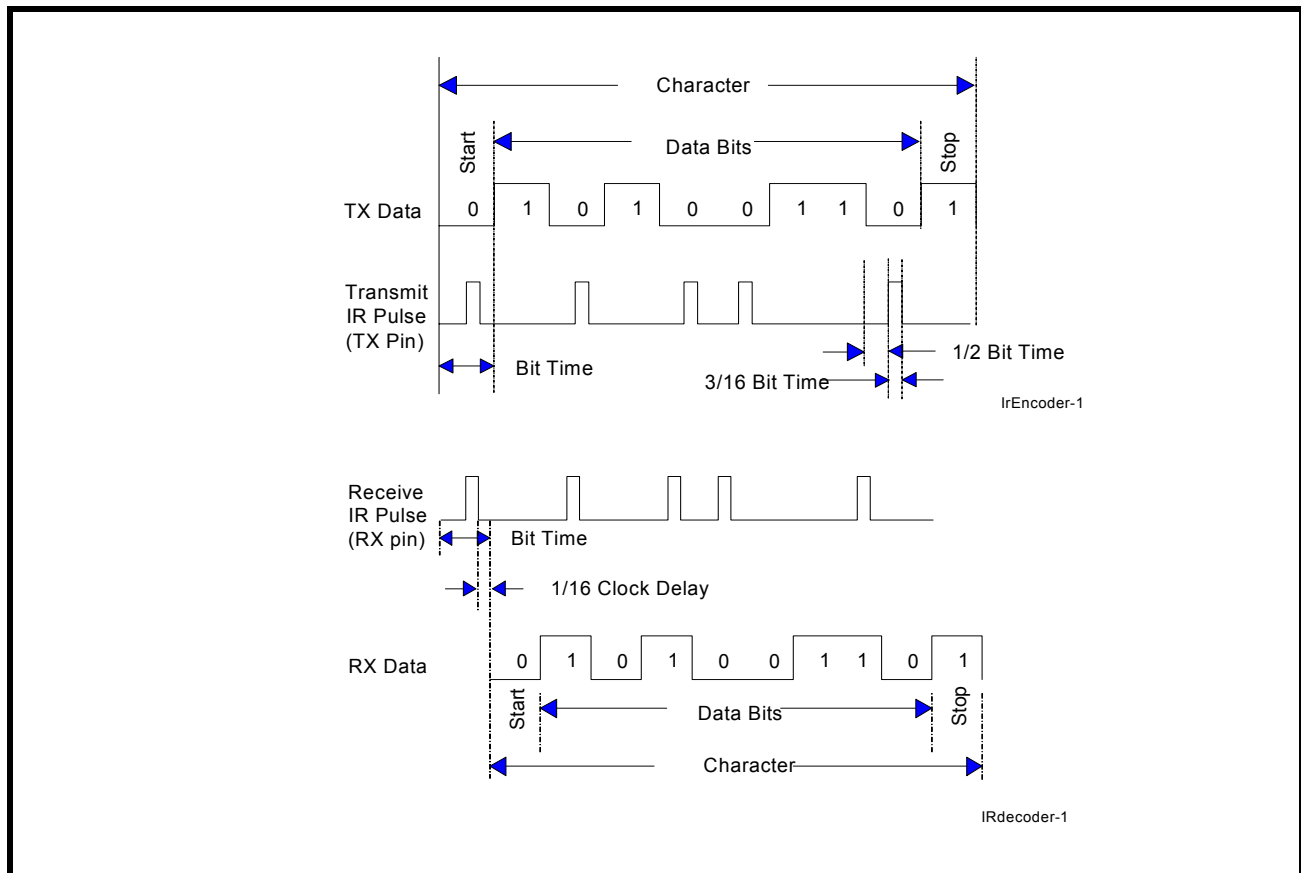 Character
Start
Data Bits
Stop
TX Data 0 1 0 1 0 0 1 1 0 1
Transmit
IR Pulse
(TX Pin)
Bit Time
1/2 Bit Time
3/16 Bit Time
IrEncoder-1
Receive
IR Pulse
(RX pin)
Bit Time
1/16 Clock Delay
RX Data 0 1 0 1 0 0 1 1 0 1
Start
Data Bits
Stop
Character
IRdecoder-1